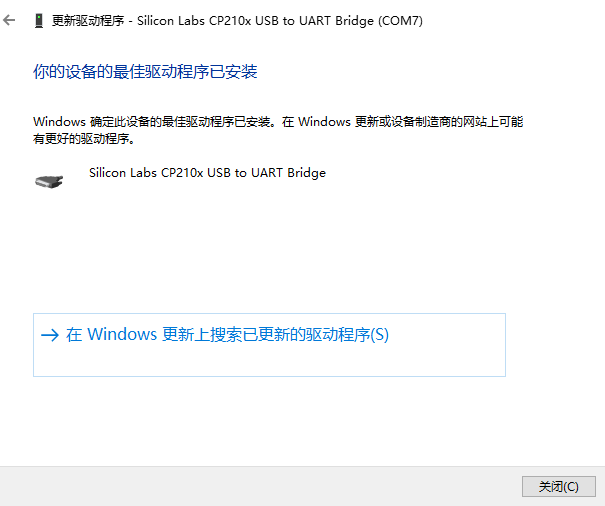 更新驱动程序 - Silicon Labs CP210x USB to UART Bridge (COM7)
你的设备的最佳驱动程序已安装
Windows 确定此设备的最佳驱动程序已安装。在 Windows 更新或设备制造商的网站上可能
有更好的驱动程序。
Silicon Labs CP210x USB to UART Bridge
在 Windows 更新上搜索已更新的驱动程序(S)
关闭(C)